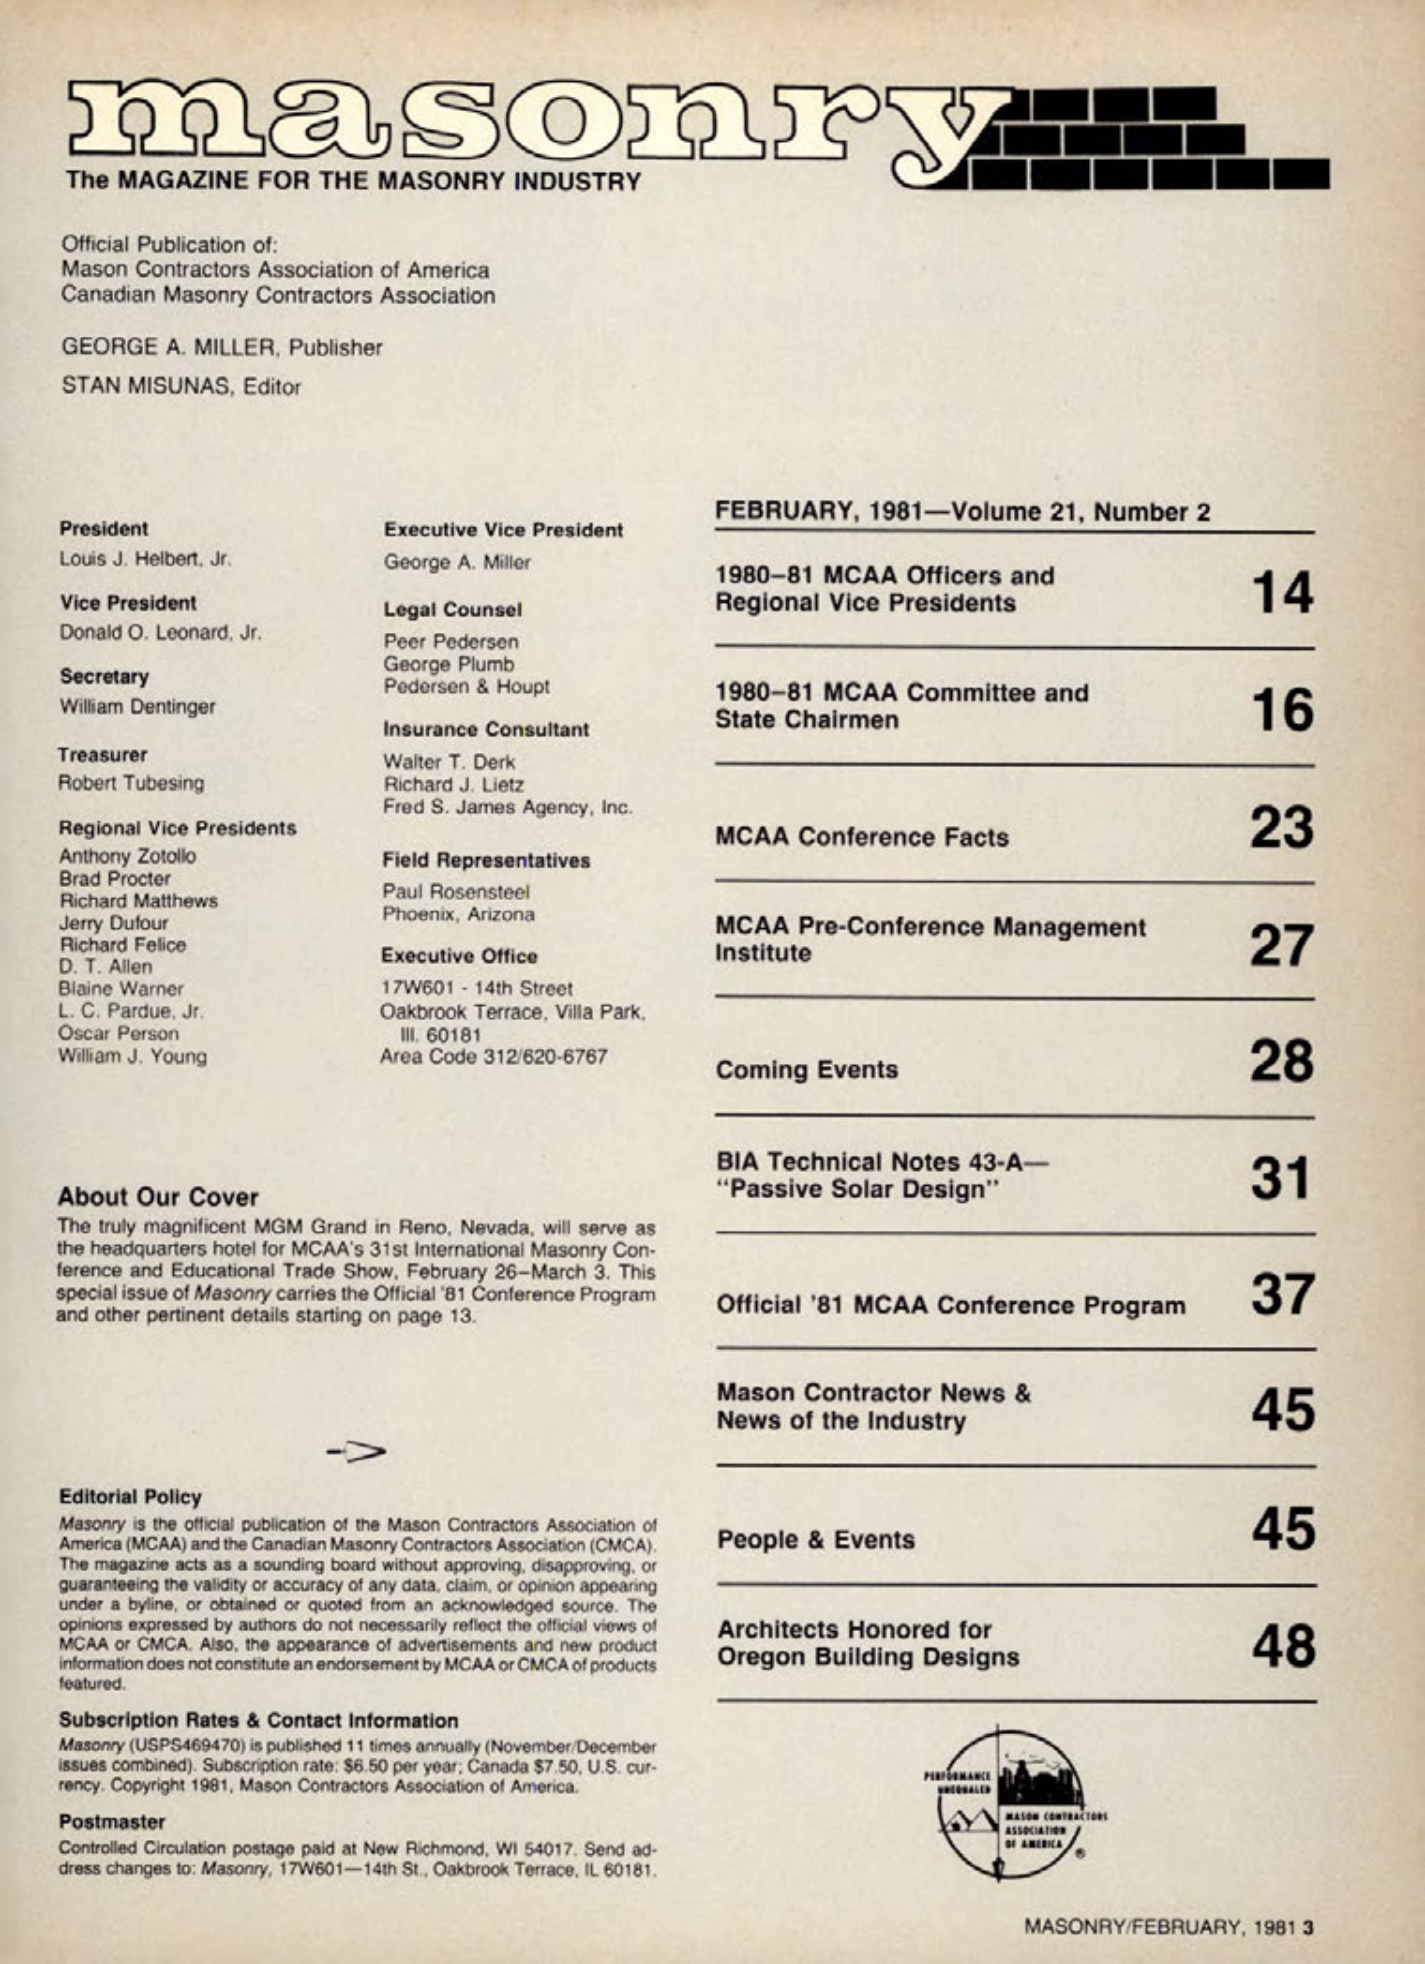 masonry
The MAGAZINE FOR THE MASONRY INDUSTRY
Official Publication of:
Mason Contractors Association of America
Canadian Masonry Contractors Association
GEORGE A. MILLER, Publisher
STAN MISUNAS, Editor
President
Louis J. Helbert, Jr.
Vice President
Donald O. Leonard, Jr.
Secretary
William Dentinger
Treasurer
Robert Tubesing
Regional Vice Presidents
Anthony Zotollo
Brad Procter
Richard Matthews
Jerry Dufour
Richard Felice
D. T. Allen
Blaine Warner
L. C. Pardue, Jr.
Oscar Person
William J. Young
Executive Vice President
George A. Miller
Legal Counsel
Peer Pedersen
George Plumb
Pedersen & Houpt
Insurance Consultant
Walter T. Derk
Richard J. Lietz
Fred S. James Agency, Inc.
Field Representatives
Paul Rosensteel
Phoenix, Arizona
Executive Office
17W601 - 14th Street
Oakbrook Terrace, Villa Park,
Ill. 60181
Area Code 312/620-6767
About Our Cover
The truly magnificent MGM Grand in Reno, Nevada, will serve as
the headquarters hotel for MCAA's 31st International Masonry Con-
ference and Educational Trade Show, February 26–March 3. This
special issue of Masonry carries the Official '81 Conference Program
and other pertinent details starting on page 13.
Editorial Policy
Masonry is the official publication of the Mason Contractors Association of
America (MCAA) and the Canadian Masonry Contractors Association (CMCA).
The magazine acts as a sounding board without approving, disapproving, or
guaranteeing the validity or accuracy of any data, claim, or opinion appearing
under a byline, or obtained or quoted from an acknowledged source. The
opinions expressed by authors do not necessarily reflect the official views of
MCAA or CMCA. Also, the appearance of advertisements and new product
information does not constitute an endorsement by MCAA or CMCA of products
featured.
Subscription Rates & Contact Information
Masonry (USPS469470) is published 11 times annually (November/December
issues combined). Subscription rate: $6.50 per year; Canada $7.50, U.S. cur-
rency. Copyright 1981, Mason Contractors Association of America.
Postmaster
Controlled Circulation postage paid at New Richmond, WI 54017. Send ad-
dress changes to: Masonry, 17W601—14th St., Oakbrook Terrace, IL 60181.
FEBRUARY, 1981—Volume 21, Number 2
1980–81 MCAA Officers and
Regional Vice Presidents 14
1980–81 MCAA Committee and
State Chairmen 16
MCAA Conference Facts 23
MCAA Pre-Conference Management
Institute 27
Coming Events 28
BIA Technical Notes 43-A—
"Passive Solar Design" 31
Official '81 MCAA Conference Program 37
Mason Contractor News &
News of the Industry 45
People & Events 45
Architects Honored for
Oregon Building Designs 48
PERFORMANCE
UNEQUALED
MASON CONTRACTORS
ASSOCIATION
OF AMERICA
®
MASONRY/FEBRUARY, 1981 3